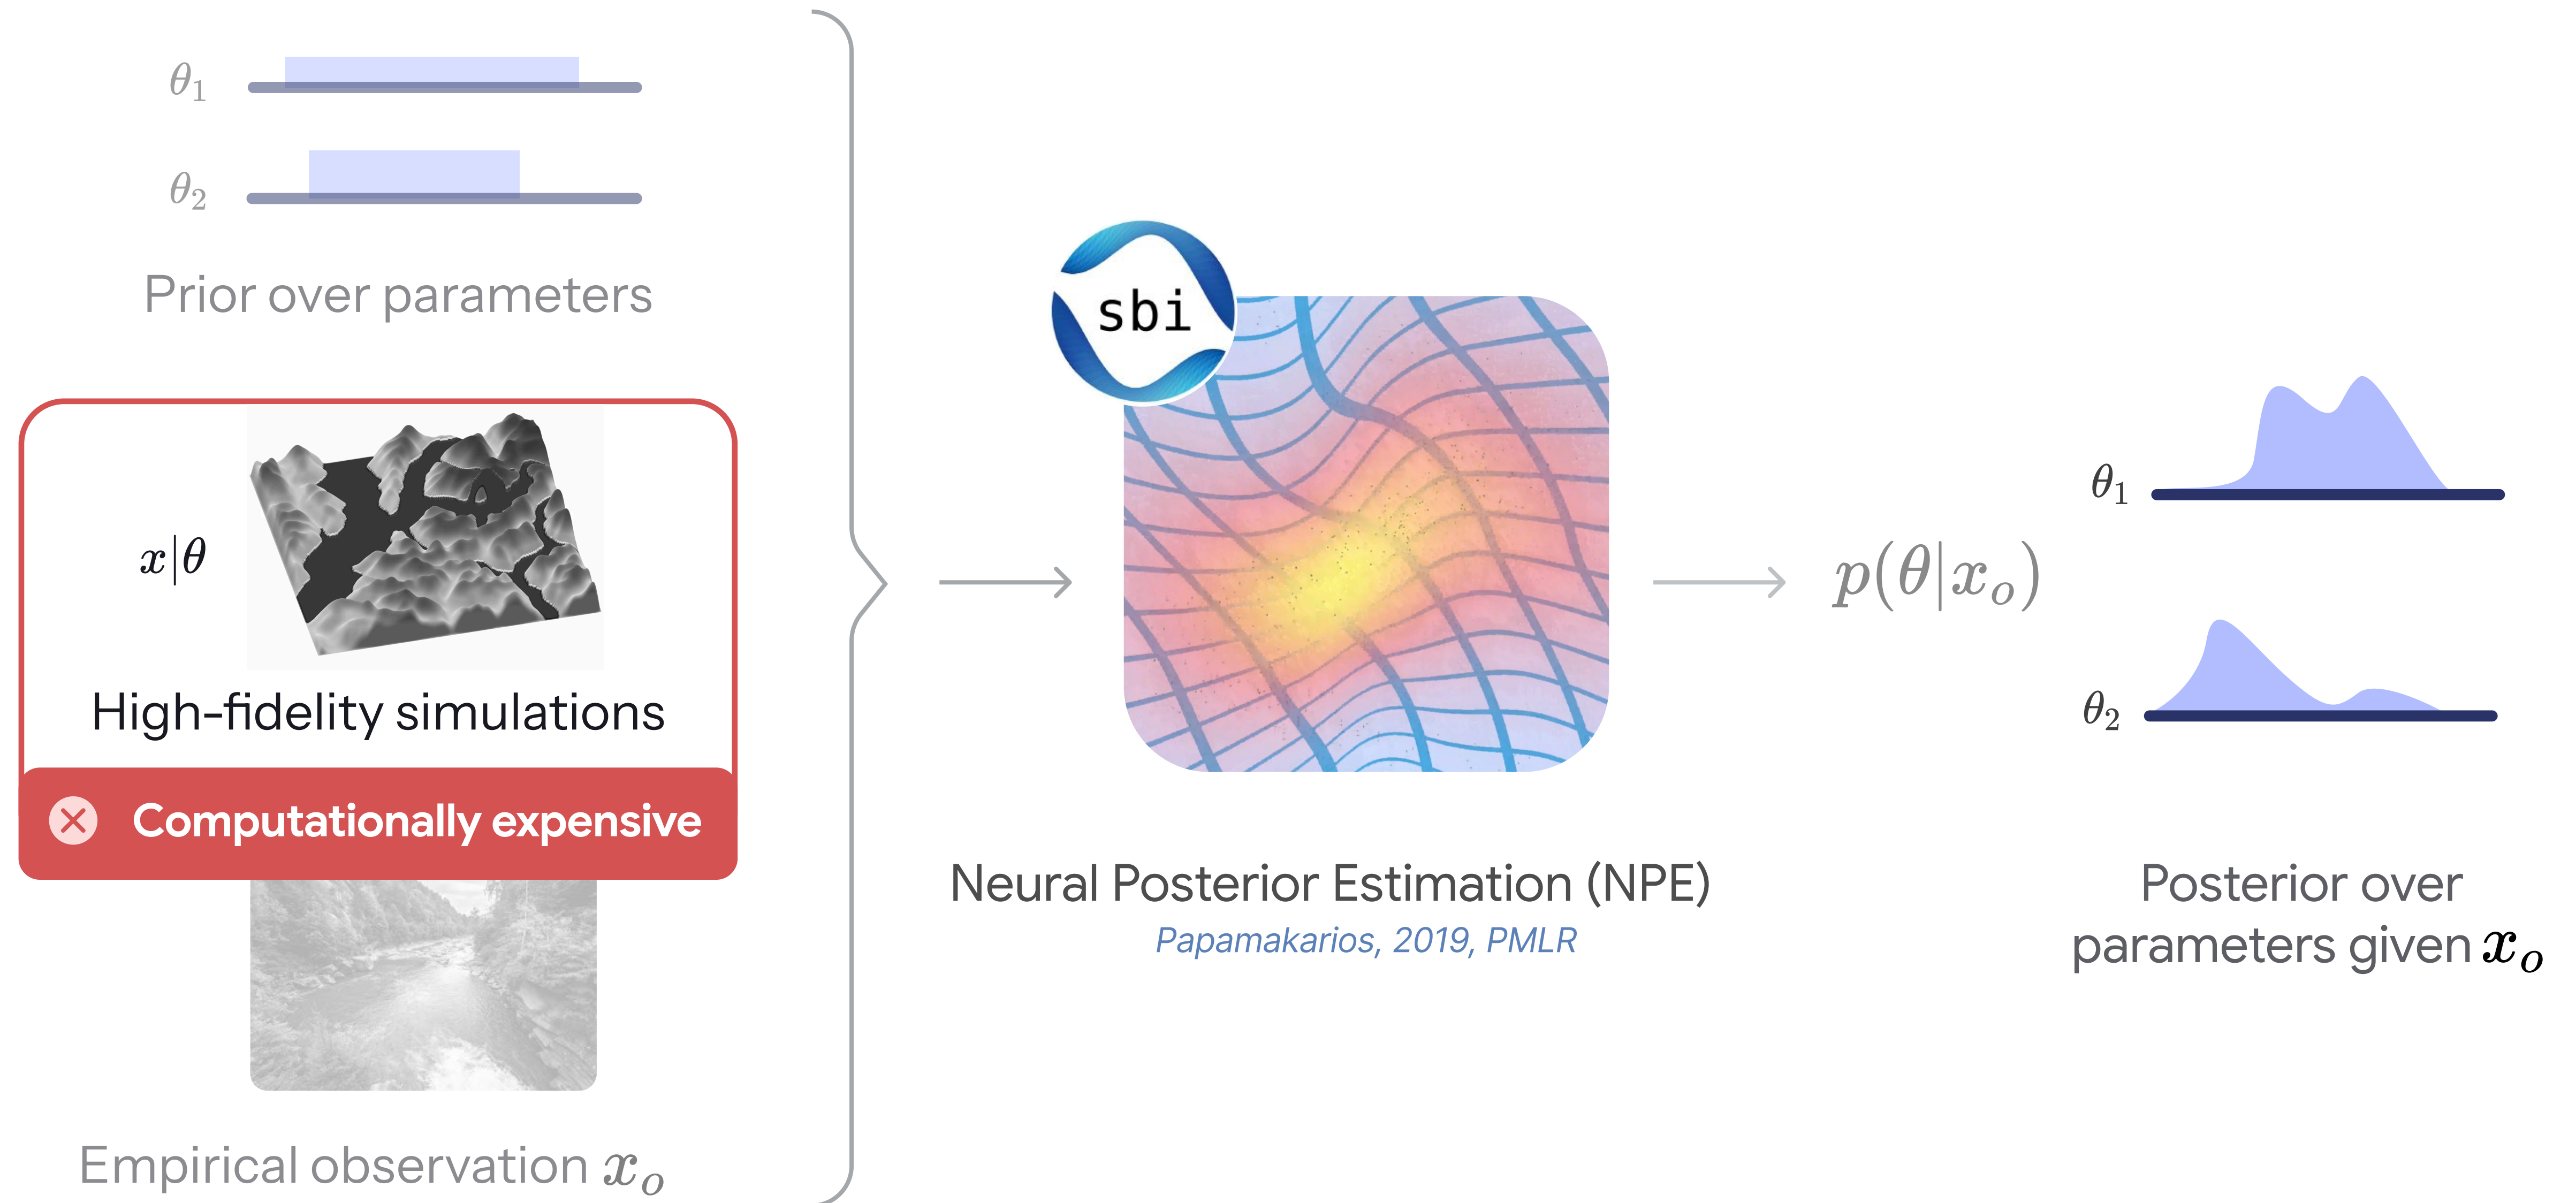 θ₁
θ₂
Prior over parameters
x|θ
High-fidelity simulations
Computationally expensive
Empirical observation xₒ
sbi
Neural Posterior Estimation (NPE)
Papamakarios, 2019, PMLR
p(θ|xₒ)
θ₁
θ₂
Posterior over
parameters given xₒ